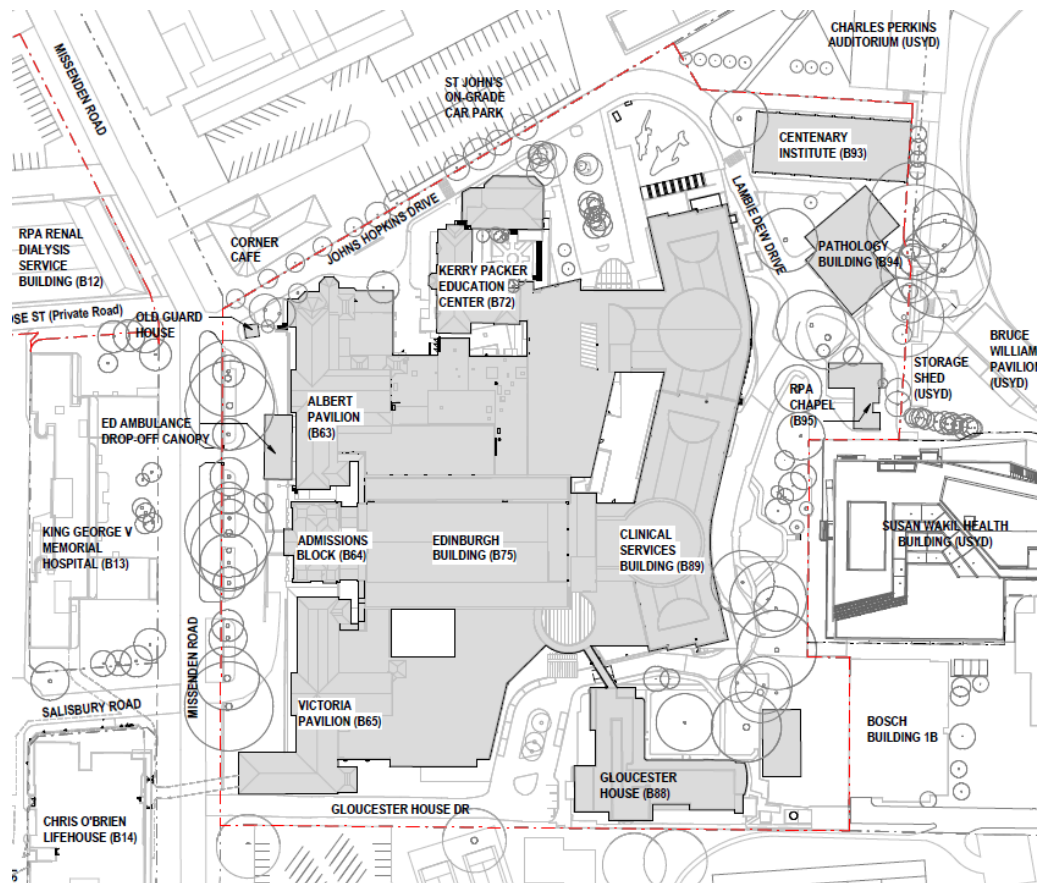 CHARLES PERKINS
AUDITORIUM (USYD)
MISSENDEN ROAD
ST JOHN'S
ON-GRADE
CAR PARK
CENTENARY
INSTITUTE (B93)
LAMBIE DEW DRIVE
JOHNS HOPKINS DRIVE
RPA RENAL
DIALYSIS
SERVICE
BUILDING (B12)
CORNER
CAFE
PATHOLOGY
BUILDING (B94)
KERRY PACKER
EDUCATION
CENTER (B72)
OSE ST (Private Road)
OLD GUARD
HOUSE
BRUCE
WILLIAM
PAVILION
(USYD)
STORAGE
SHED
(USYD)
RPA
CHAPEL
(B95)
ALBERT
PAVILION
(B63)
ED AMBULANCE
DROP-OFF CANOPY
KING GEORGE V
MEMORIAL
HOSPITAL (B13)
ADMISSIONS
BLOCK (B64)
EDINBURGH
BUILDING (B75)
CLINICAL
SERVICES
BUILDING (B89)
SUSAN WAKIL HEALTH
BUILDING (USYD)
MISSENDEN ROAD
SALISBURY ROAD
VICTORIA
PAVILION (B65)
BOSCH
BUILDING 1B
GLOUCESTER
HOUSE (B88)
GLOUCESTER HOUSE DR
CHRIS O'BRIEN
LIFEHOUSE (B14)